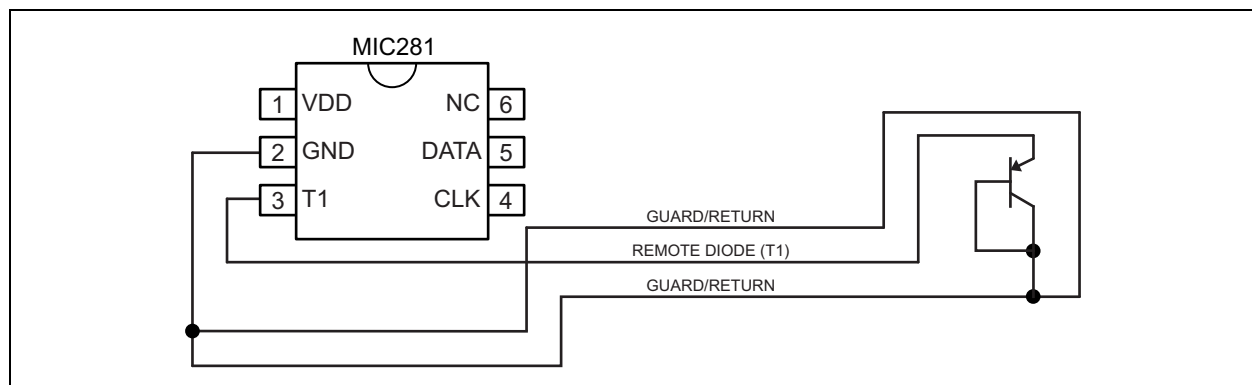 MIC281
1 VDD NC 6
2 GND DATA 5
3 T1 CLK 4
GUARD/RETURN
REMOTE DIODE (T1)
GUARD/RETURN